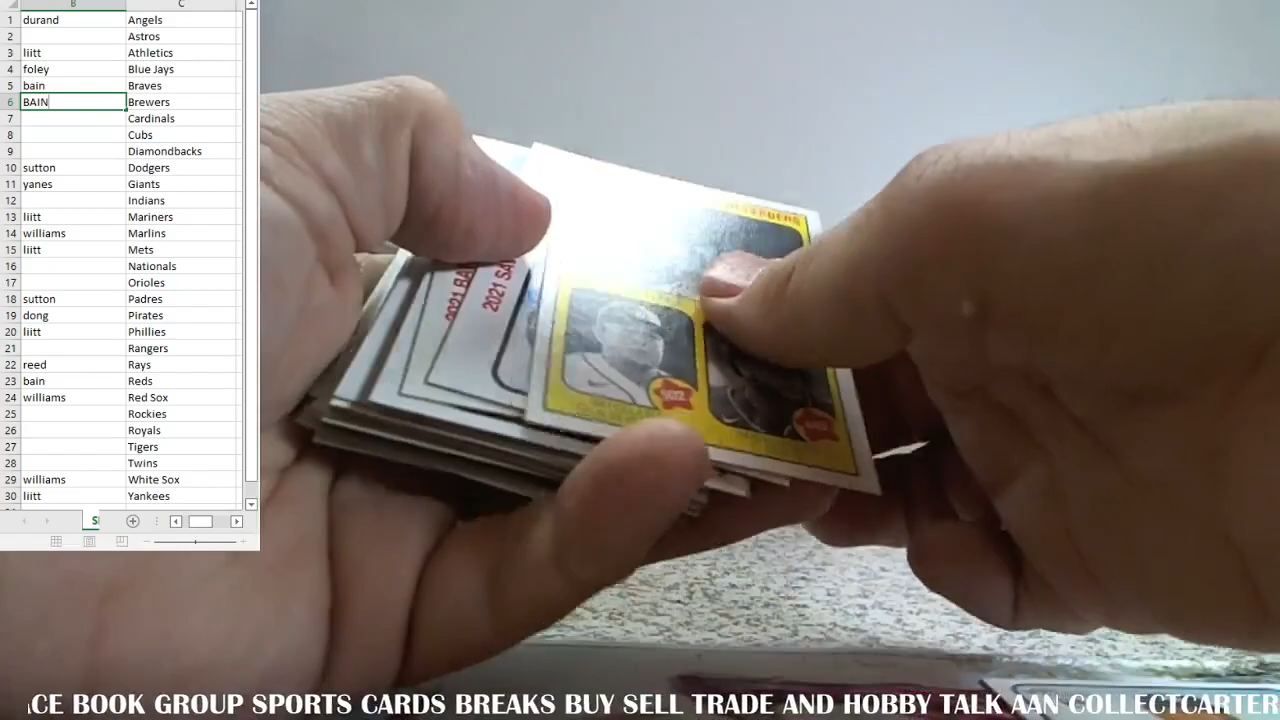 B C
1 durand Angels
2 Astros
3 liitt Athletics
4 foley Blue Jays
5 bain Braves
6 BAIN Brewers
7 Cardinals
8 Cubs
9 Diamondbacks
10 sutton Dodgers
11 yanes Giants
12 Indians
13 liitt Mariners
14 williams Marlins
15 liitt Mets
16 Nationals
17 Orioles
18 sutton Padres
19 dong Pirates
20 liitt Phillies
21 Rangers
22 reed Rays
23 bain Reds
24 williams Red Sox
25 Rockies
26 Royals
27 Tigers
28 Twins
29 williams White Sox
30 liitt Yankees
2021
2021
CE BOOK GROUP SPORTS CARDS BREAKS BUY SELL TRADE AND HOBBY TALK AAN COLLECTCARTER